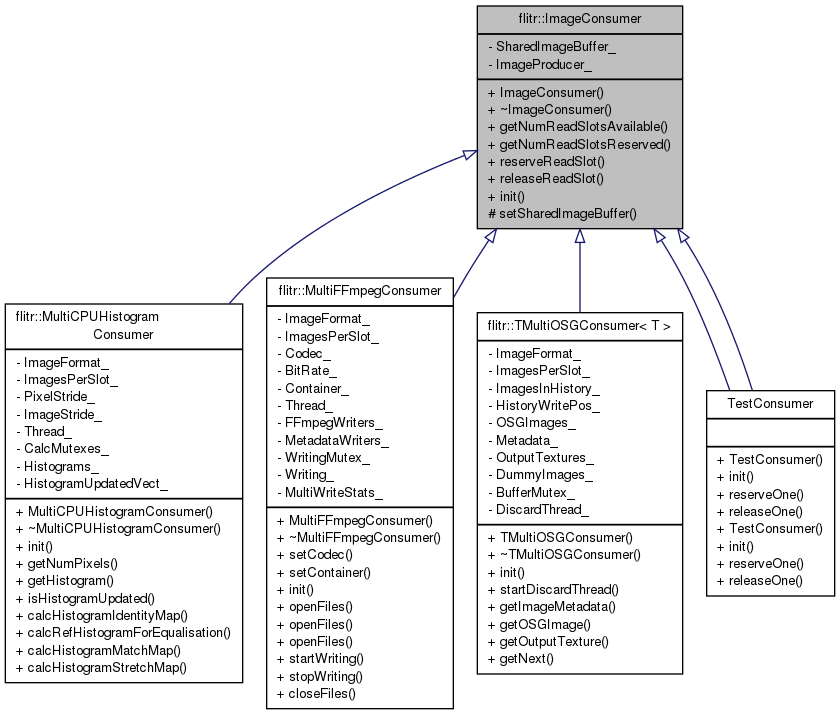 flitr::ImageConsumer
- SharedImageBuffer_
- ImageProducer_
+ ImageConsumer()
+ ~ImageConsumer()
+ getNumReadSlotsAvailable()
+ getNumReadSlotsReserved()
+ reserveReadSlot()
+ releaseReadSlot()
+ init()
# setSharedImageBuffer()
flitr::MultiCPUHistogram
Consumer
- ImageFormat_
- ImagesPerSlot_
- PixelStride_
- ImageStride_
- Thread_
- CalcMutexes_
- Histograms_
- HistogramUpdatedVect_
+ MultiCPUHistogramConsumer()
+ ~MultiCPUHistogramConsumer()
+ init()
+ getNumPixels()
+ getHistogram()
+ isHistogramUpdated()
+ calcHistogramIdentityMap()
+ calcRefHistogramForEqualisation()
+ calcHistogramMatchMap()
+ calcHistogramStretchMap()
flitr::MultiFFmpegConsumer
- ImageFormat_
- ImagesPerSlot_
- Codec_
- BitRate_
- Container_
- Thread_
- FFmpegWriters_
- MetadataWriters_
- WritingMutex_
- Writing_
- MultiWriteStats_
+ MultiFFmpegConsumer()
+ ~MultiFFmpegConsumer()
+ setCodec()
+ setContainer()
+ init()
+ openFiles()
+ openFiles()
+ openFiles()
+ startWriting()
+ stopWriting()
+ closeFiles()
flitr::TMultiOSGConsumer< T >
- ImageFormat_
- ImagesPerSlot_
- ImagesInHistory_
- HistoryWritePos_
- OSGImages_
- Metadata_
- OutputTextures_
- DummyImages_
- BufferMutex_
- DiscardThread_
+ TMultiOSGConsumer()
+ ~TMultiOSGConsumer()
+ init()
+ startDiscardThread()
+ getImageMetadata()
+ getOSGImage()
+ getOutputTexture()
+ getNext()
TestConsumer
+ TestConsumer()
+ init()
+ reserveOne()
+ releaseOne()
+ TestConsumer()
+ init()
+ reserveOne()
+ releaseOne()